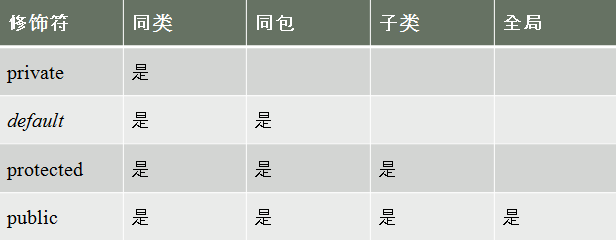 修饰符 同类 同包 子类 全局
private 是
default 是 是
protected 是 是 是
public 是 是 是 是